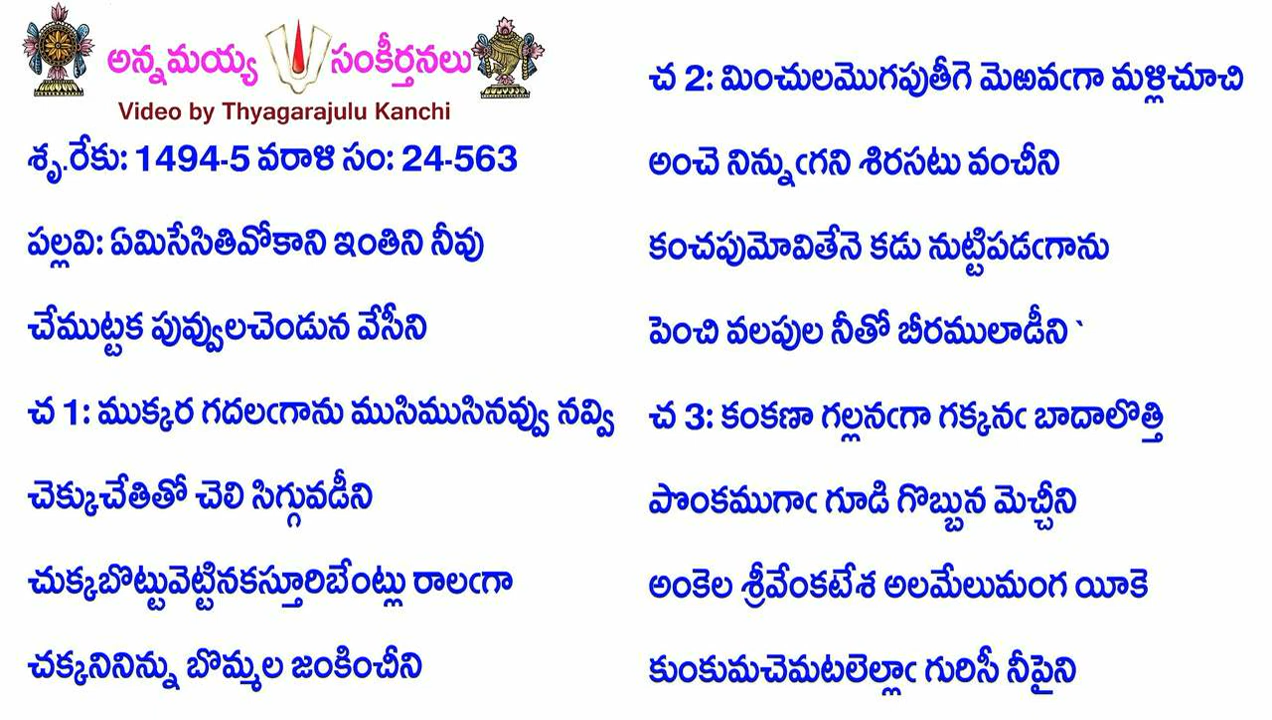 అన్నమయ్య సంకీర్తనలు
Video by Thyagarajulu Kanchi
శృ.రేకు: 1494-5 వరాళి సం: 24-563
పల్లవి: ఏమిసేసితివోకాని ఇంతిని నీవు
చేముట్టక పువ్వులచెండున వేసీని
చ 1: ముక్కర గదలఁగాను ముసిముసినవ్వు నవ్వి
చెక్కుచేతితో చెలి సిగ్గువడీని
చుక్కబొట్టువెట్టినకస్తూరిబేంట్లు రాలఁగా
చక్కనినిన్ను బొమ్మల జంకించీని
చ 2: మించులమొగపుతీగె మెఱవఁగా మళ్లిచూచి
అంచె నిన్నుఁగని శిరసటు వంచీని
కంచపుమోవితేనె కడు నుట్టిపడఁగాను
పెంచి వలపుల నీతో బీరములాడీని `
చ 3: కంకణా గల్లనఁగా గక్కనఁ బాదాలొత్తి
పొంకముగాఁ గూడి గొబ్బున మెచ్చీని
అంకెల శ్రీవేంకటేశ అలమేలుమంగ యీకె
కుంకుమచెమటలెల్లాఁ గురిసీ నీపైని